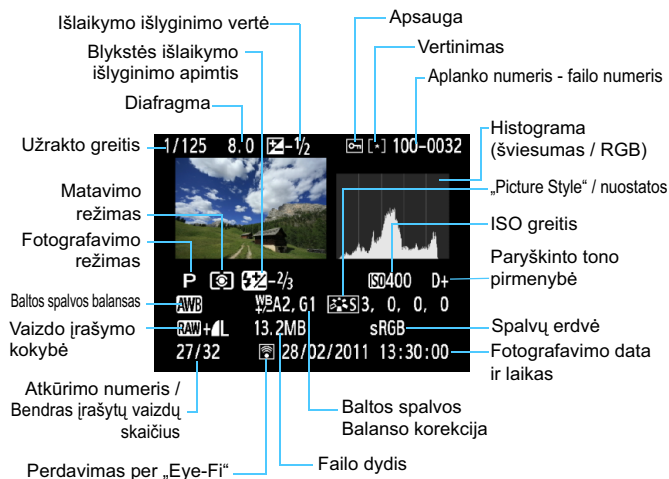 Išlaikymo išlyginimo vertė
Blykstės išlaikymo
išlyginimo apimtis
Diafragma
Užrakto greitis
Apsauga
Vertinimas
Aplanko numeris - failo numeris
1/125 8.0 -1/2 100-0032
Histograma
(šviesumas / RGB)
„Picture Style“ / nuostatos
ISO greitis
Paryškinto tono
pirmenybė
Matavimo
režimas
Fotografavimo
režimas
P -2/3 ISO 400 D+
Baltos spalvos balansas
AWB WB A2, G1 S 3, 0, 0, 0
Vaizdo įrašymo
kokybė
RAW+L 13.2MB sRGB
Spalvų erdvė
27/32 28/02/2011 13:30:00
Fotografavimo data
ir laikas
Atkūrimo numeris /
Bendras įrašytų vaizdų
skaičius
Baltos spalvos
Balanso korekcija
Failo dydis
Perdavimas per „Eye-Fi“